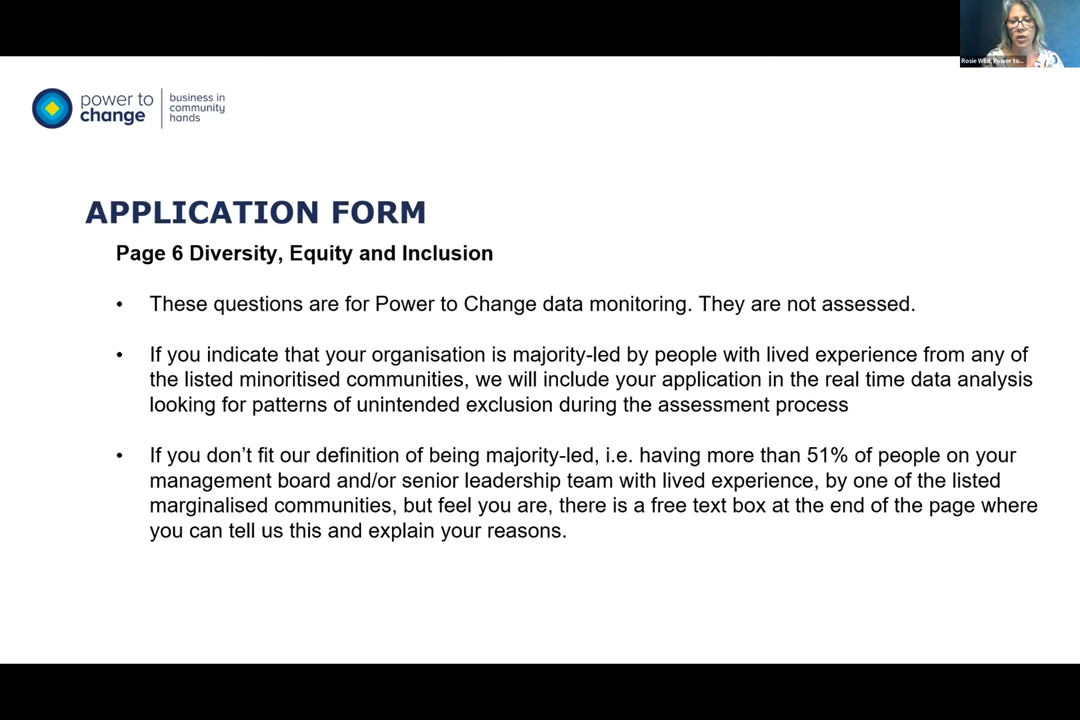 Rosie Wild, Power to...
power to
change
business in
community
hands
APPLICATION FORM
Page 6 Diversity, Equity and Inclusion
• These questions are for Power to Change data monitoring. They are not assessed.
• If you indicate that your organisation is majority-led by people with lived experience from any of
the listed minoritised communities, we will include your application in the real time data analysis
looking for patterns of unintended exclusion during the assessment process
• If you don’t fit our definition of being majority-led, i.e. having more than 51% of people on your
management board and/or senior leadership team with lived experience, by one of the listed
marginalised communities, but feel you are, there is a free text box at the end of the page where
you can tell us this and explain your reasons.